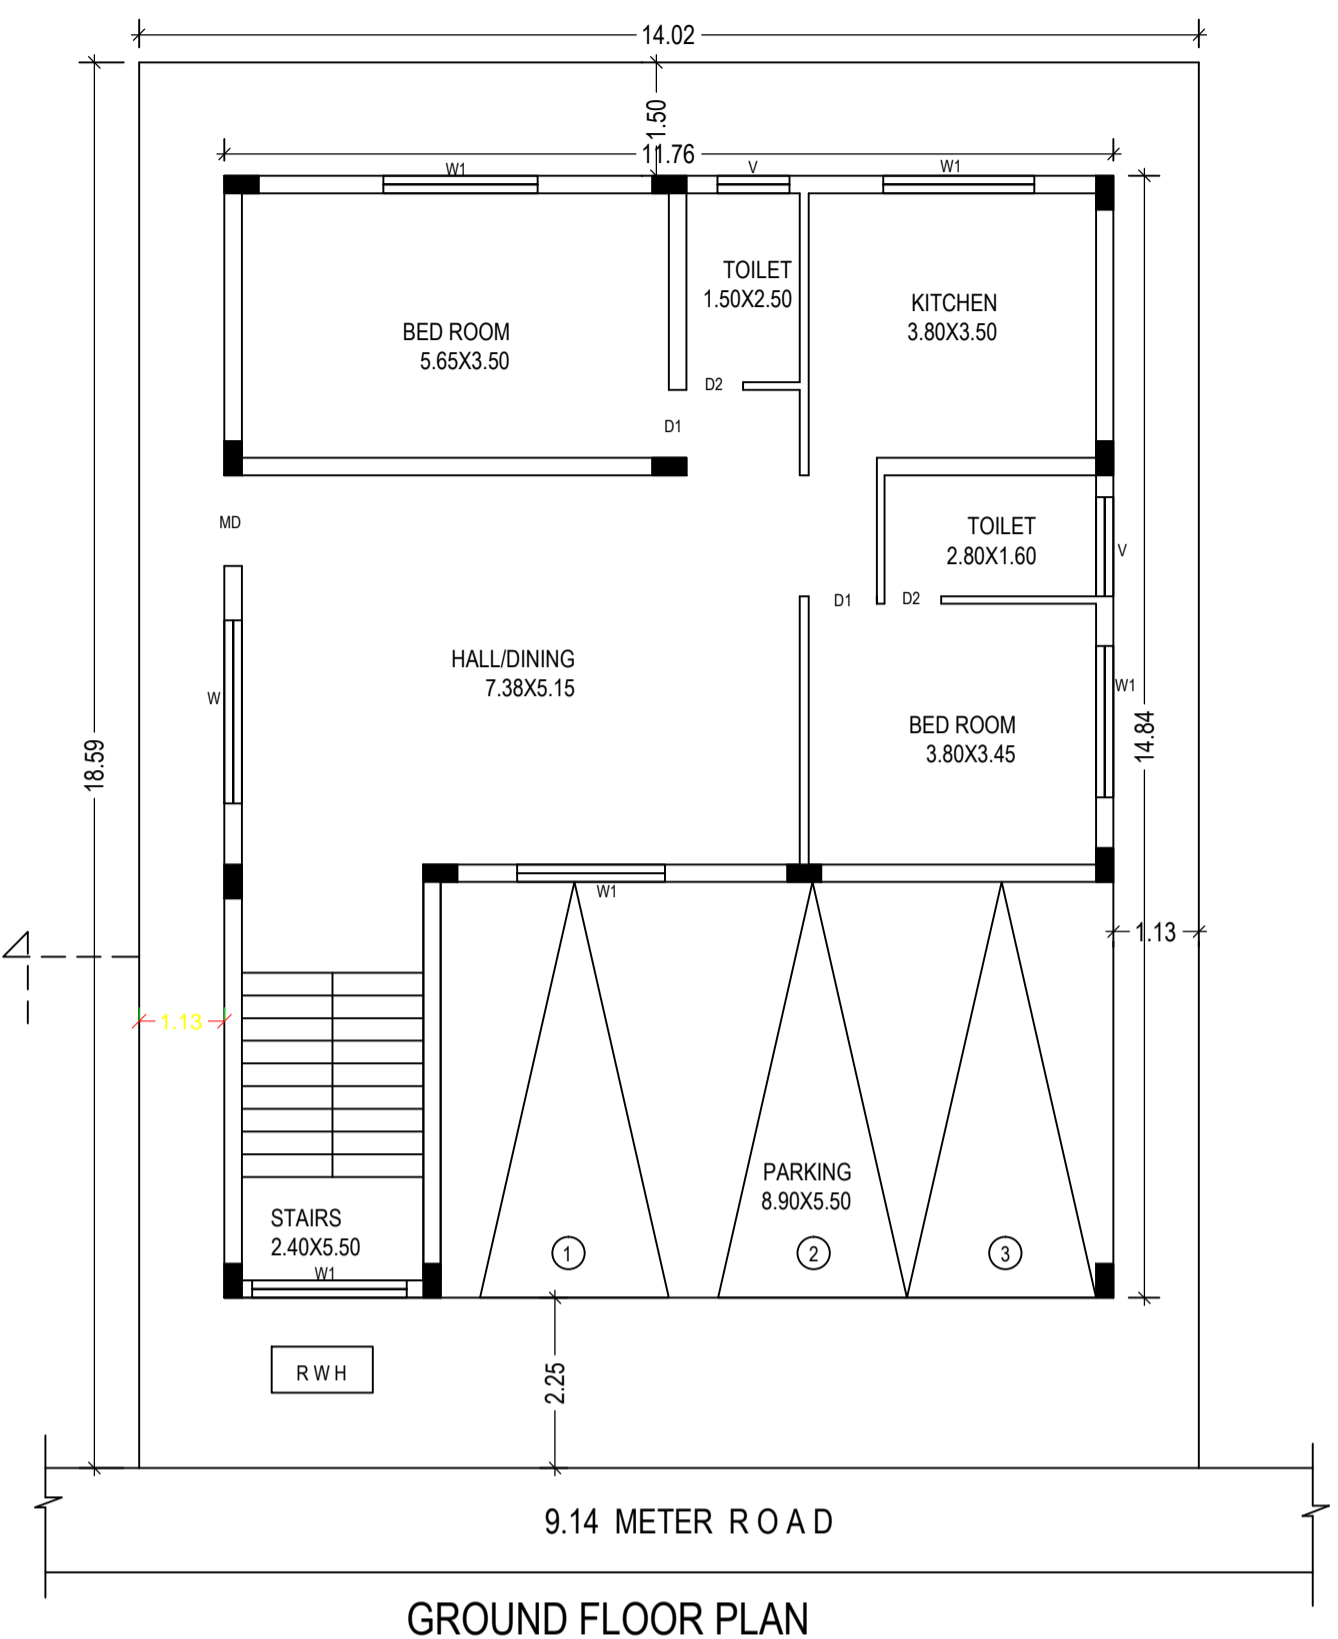 14.02
1.50
11.76
W1
V
W1
TOILET
1.50X2.50
KITCHEN
3.80X3.50
BED ROOM
5.65X3.50
D2
D1
MD
TOILET
2.80X1.60
V
D1
D2
HALL/DINING
7.38X5.15
W
W1
BED ROOM
3.80X3.45
14.84
18.59
W1
1.13
1.13
PARKING
8.90X5.50
STAIRS
2.40X5.50
1
2
3
W1
R W H
2.25
9.14 METER R O A D
GROUND FLOOR PLAN